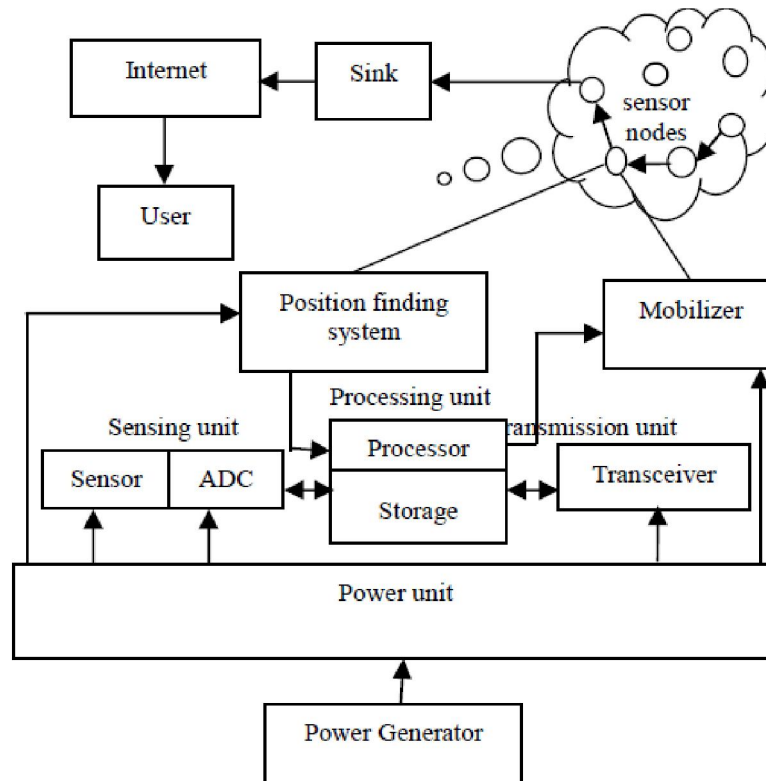 Internet
Sink
sensor
nodes
User
Position finding
system
Mobilizer
Processing unit
Sensing unit
ransmission unit
Processor
Sensor
ADC
Transceiver
Storage
Power unit
Power Generator